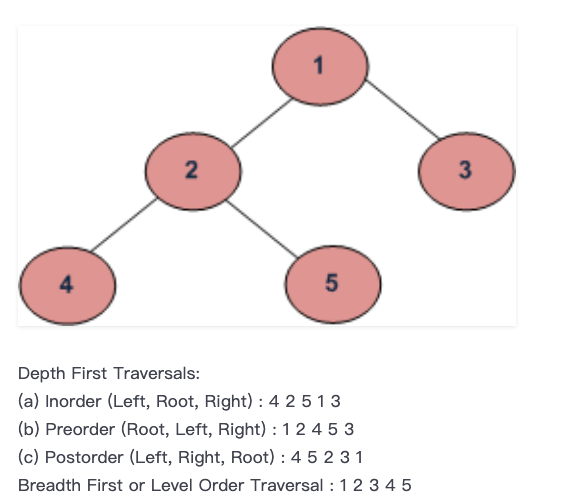 1
2
3
4
5
Depth First Traversals:
(a) Inorder (Left, Root, Right) : 4 2 5 1 3
(b) Preorder (Root, Left, Right) : 1 2 4 5 3
(c) Postorder (Left, Right, Root) : 4 5 2 3 1
Breadth First or Level Order Traversal : 1 2 3 4 5